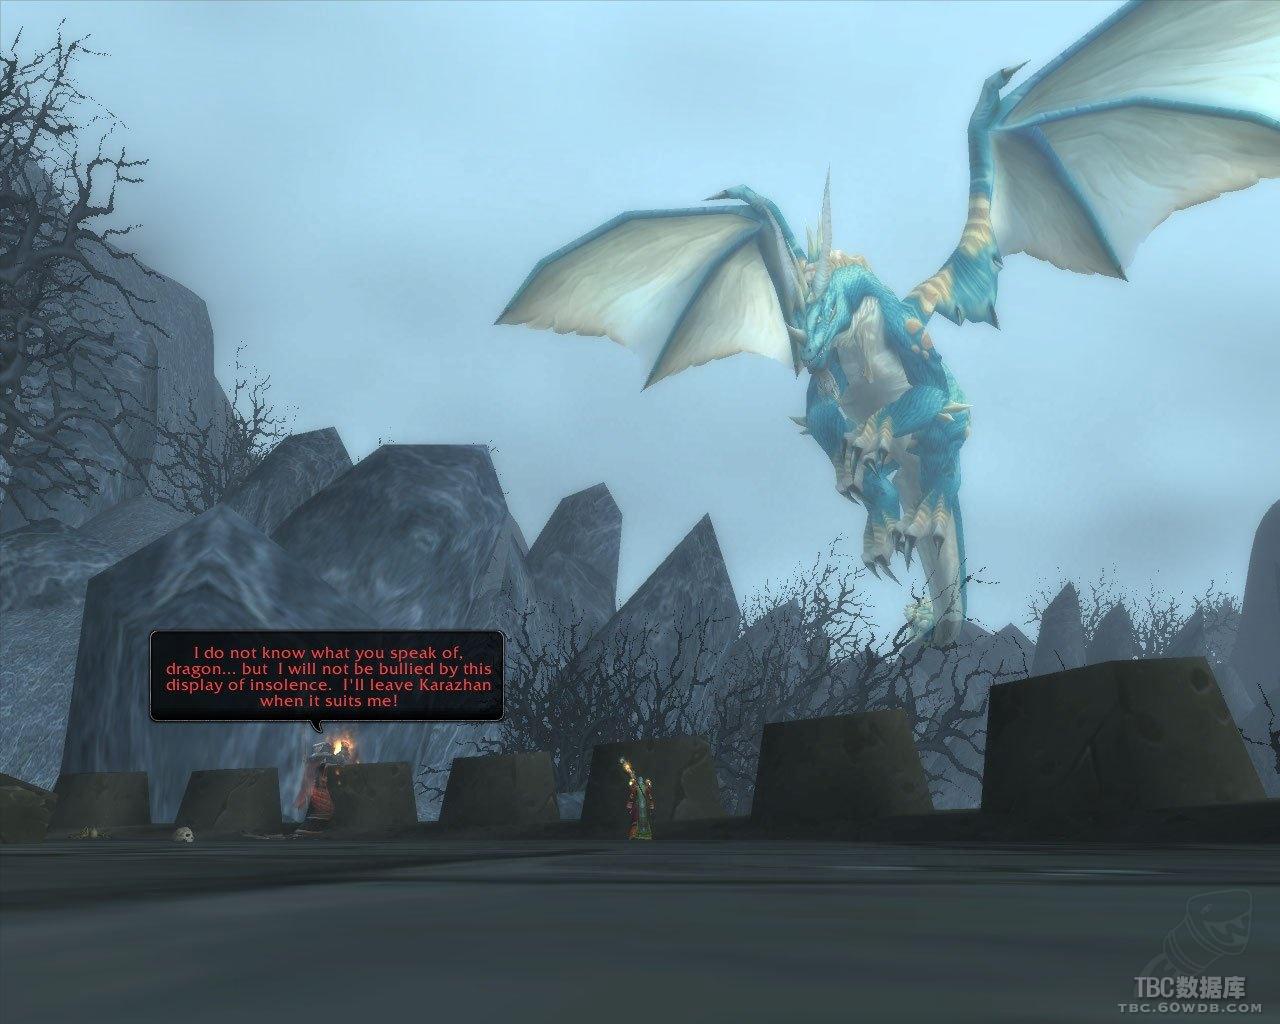 I do not know what you speak of,
dragon... but  I will not be bullied by this
display of insolence.  I'll leave Karazhan
when it suits me!
TBC数据库
TBC.60WDB.COM